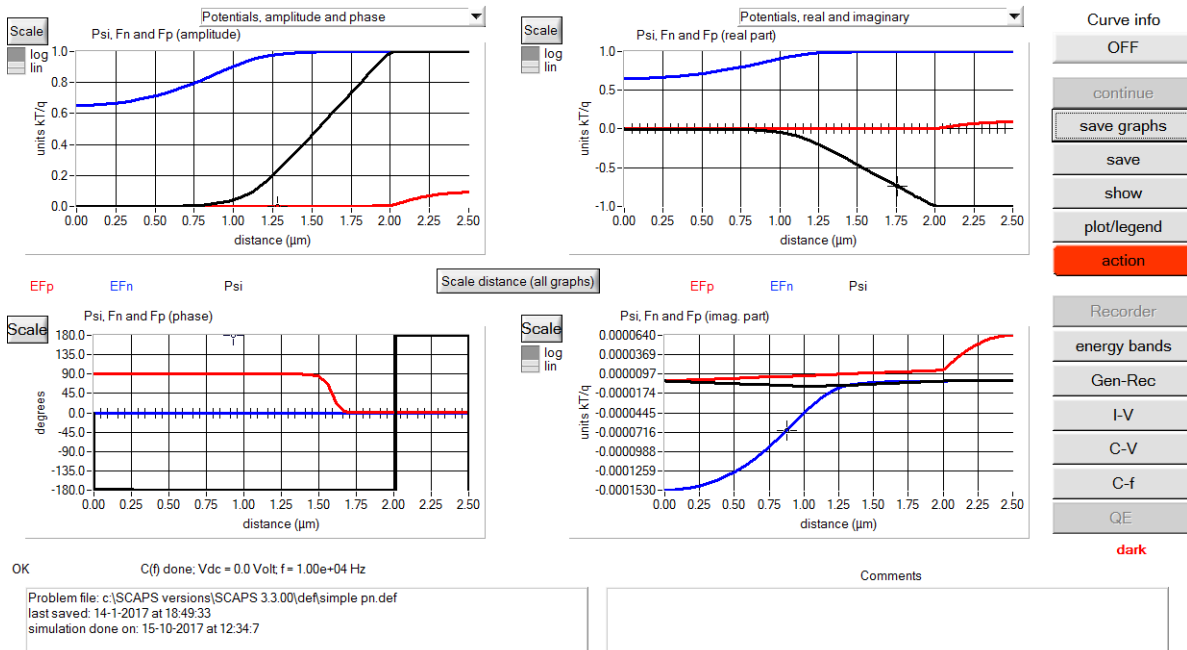 Potentials, amplitude and phase
Scale
log
lin
Psi, Fn and Fp (amplitude)
units kT/q
1.0
0.8
0.6
0.4
0.2
0.0
0.00 0.25 0.50 0.75 1.00 1.25 1.50 1.75 2.00 2.25 2.50
distance (µm)
Potentials, real and imaginary
Scale
log
lin
Psi, Fn and Fp (real part)
units kT/q
1.0
0.5
0.0
-0.5
-1.0
0.00 0.25 0.50 0.75 1.00 1.25 1.50 1.75 2.00 2.25 2.50
distance (µm)
EFp EFn Psi
Scale distance (all graphs)
EFp EFn Psi
Scale
Psi, Fn and Fp (phase)
degrees
180.0
135.0
90.0
45.0
0.0
-45.0
-90.0
-135.0
-180.0
0.00 0.25 0.50 0.75 1.00 1.25 1.50 1.75 2.00 2.25 2.50
distance (µm)
Scale
log
lin
Psi, Fn and Fp (imag. part)
units kT/q
0.0000640
0.0000369
0.0000097
-0.0000174
-0.0000445
-0.0000716
-0.0000988
-0.0001259
-0.0001530
0.00 0.25 0.50 0.75 1.00 1.25 1.50 1.75 2.00 2.25 2.50
distance (µm)
Curve info
OFF
continue
save graphs
save
show
plot/legend
action
Recorder
energy bands
Gen-Rec
I-V
C-V
C-f
QE
dark
OK
C(f) done; Vdc = 0.0 Volt; f = 1.00e+04 Hz
Problem file: c:\SCAPS versions\SCAPS 3.3.00\def\simple pn.def
last saved: 14-1-2017 at 18:49:33
simulation done on: 15-10-2017 at 12:34:7
Comments